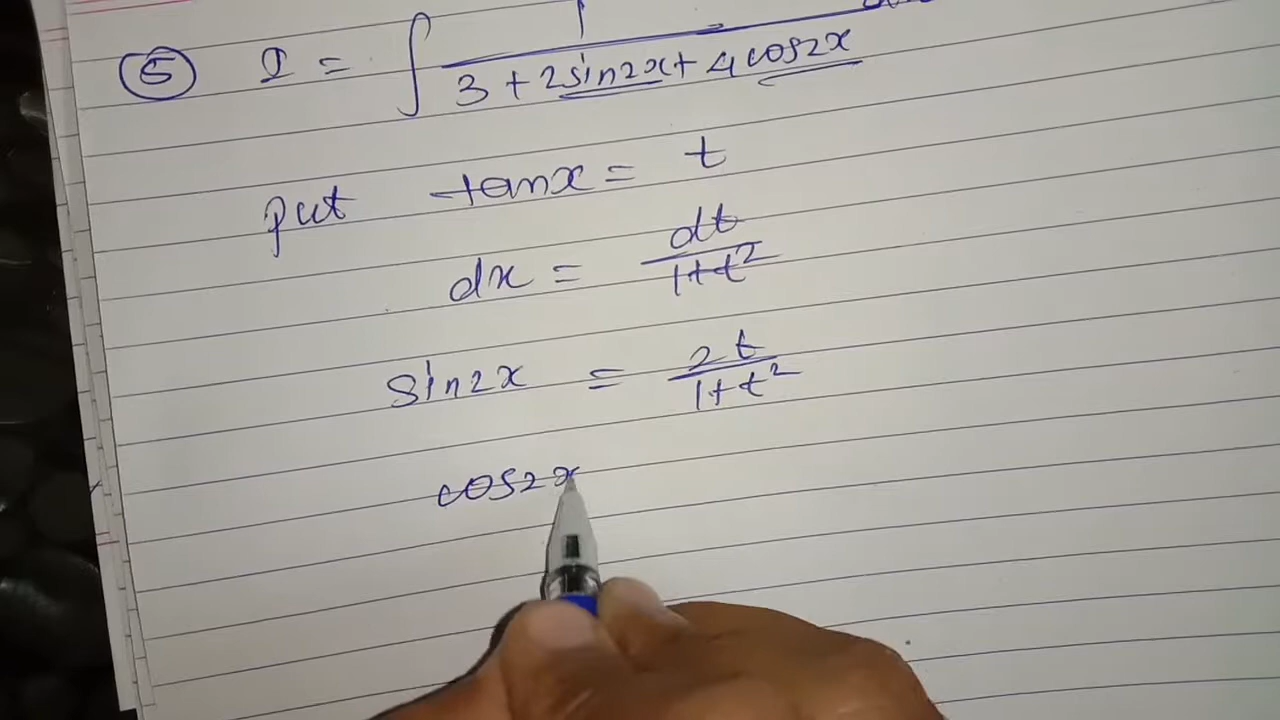 5 I = ∫ 1 / 3 + 2sin2x + 4cos2x
put tanx = t
dx = dt / 1+t²
sin2x = 2t / 1+t²
cos2x